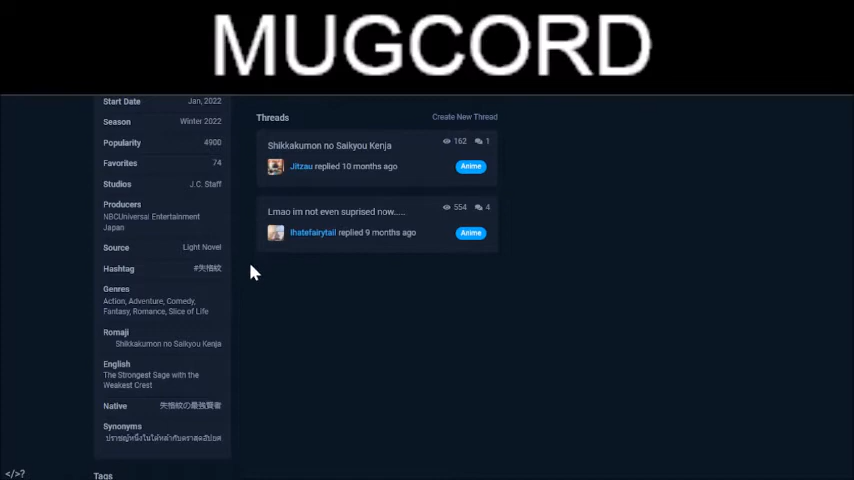 MUGCORD
Start Date Jan, 2022
Season Winter 2022
Popularity 4900
Favorites 74
Studios J.C. Staff
Producers
NBCUniversal Entertainment
Japan
Source Light Novel
Hashtag #失格紋
Genres
Action, Adventure, Comedy,
Fantasy, Romance, Slice of Life
Romaji
Shikkakumon no Saikyou Kenja
English
The Strongest Sage with the
Weakest Crest
Native 失格紋の最強賢者
Synonyms
Tags
Threads Create New Thread
Shikkakumon no Saikyou Kenja 162 1
Jitzau replied 10 months ago Anime
Lmao im not even suprised now..... 554 4
Ihatefairytail replied 9 months ago Anime
</>?